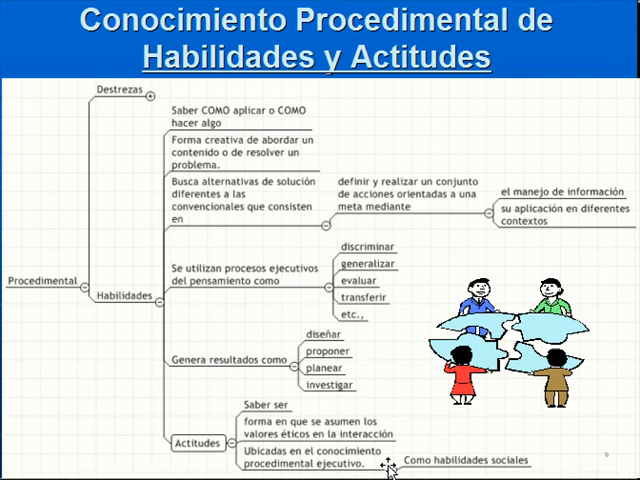 Conocimiento Procedimental de
Habilidades y Actitudes
Procedimental
Destrezas
Habilidades
Saber COMO aplicar o COMO
hacer algo
Forma creativa de abordar un
contenido o de resolver un
problema.
Busca alternativas de solución
diferentes a las
convencionales que consisten
en
definir y realizar un conjunto
de acciones orientadas a una
meta mediante
el manejo de información
su aplicación en diferentes
contextos
Se utilizan procesos ejecutivos
del pensamiento como
discriminar
generalizar
evaluar
transferir
etc.,
Genera resultados como
diseñar
proponer
planear
investigar
Actitudes
Saber ser
forma en que se asumen los
valores éticos en la interacción
Ubicadas en el conocimiento
procedimental ejecutivo.
Como habilidades sociales